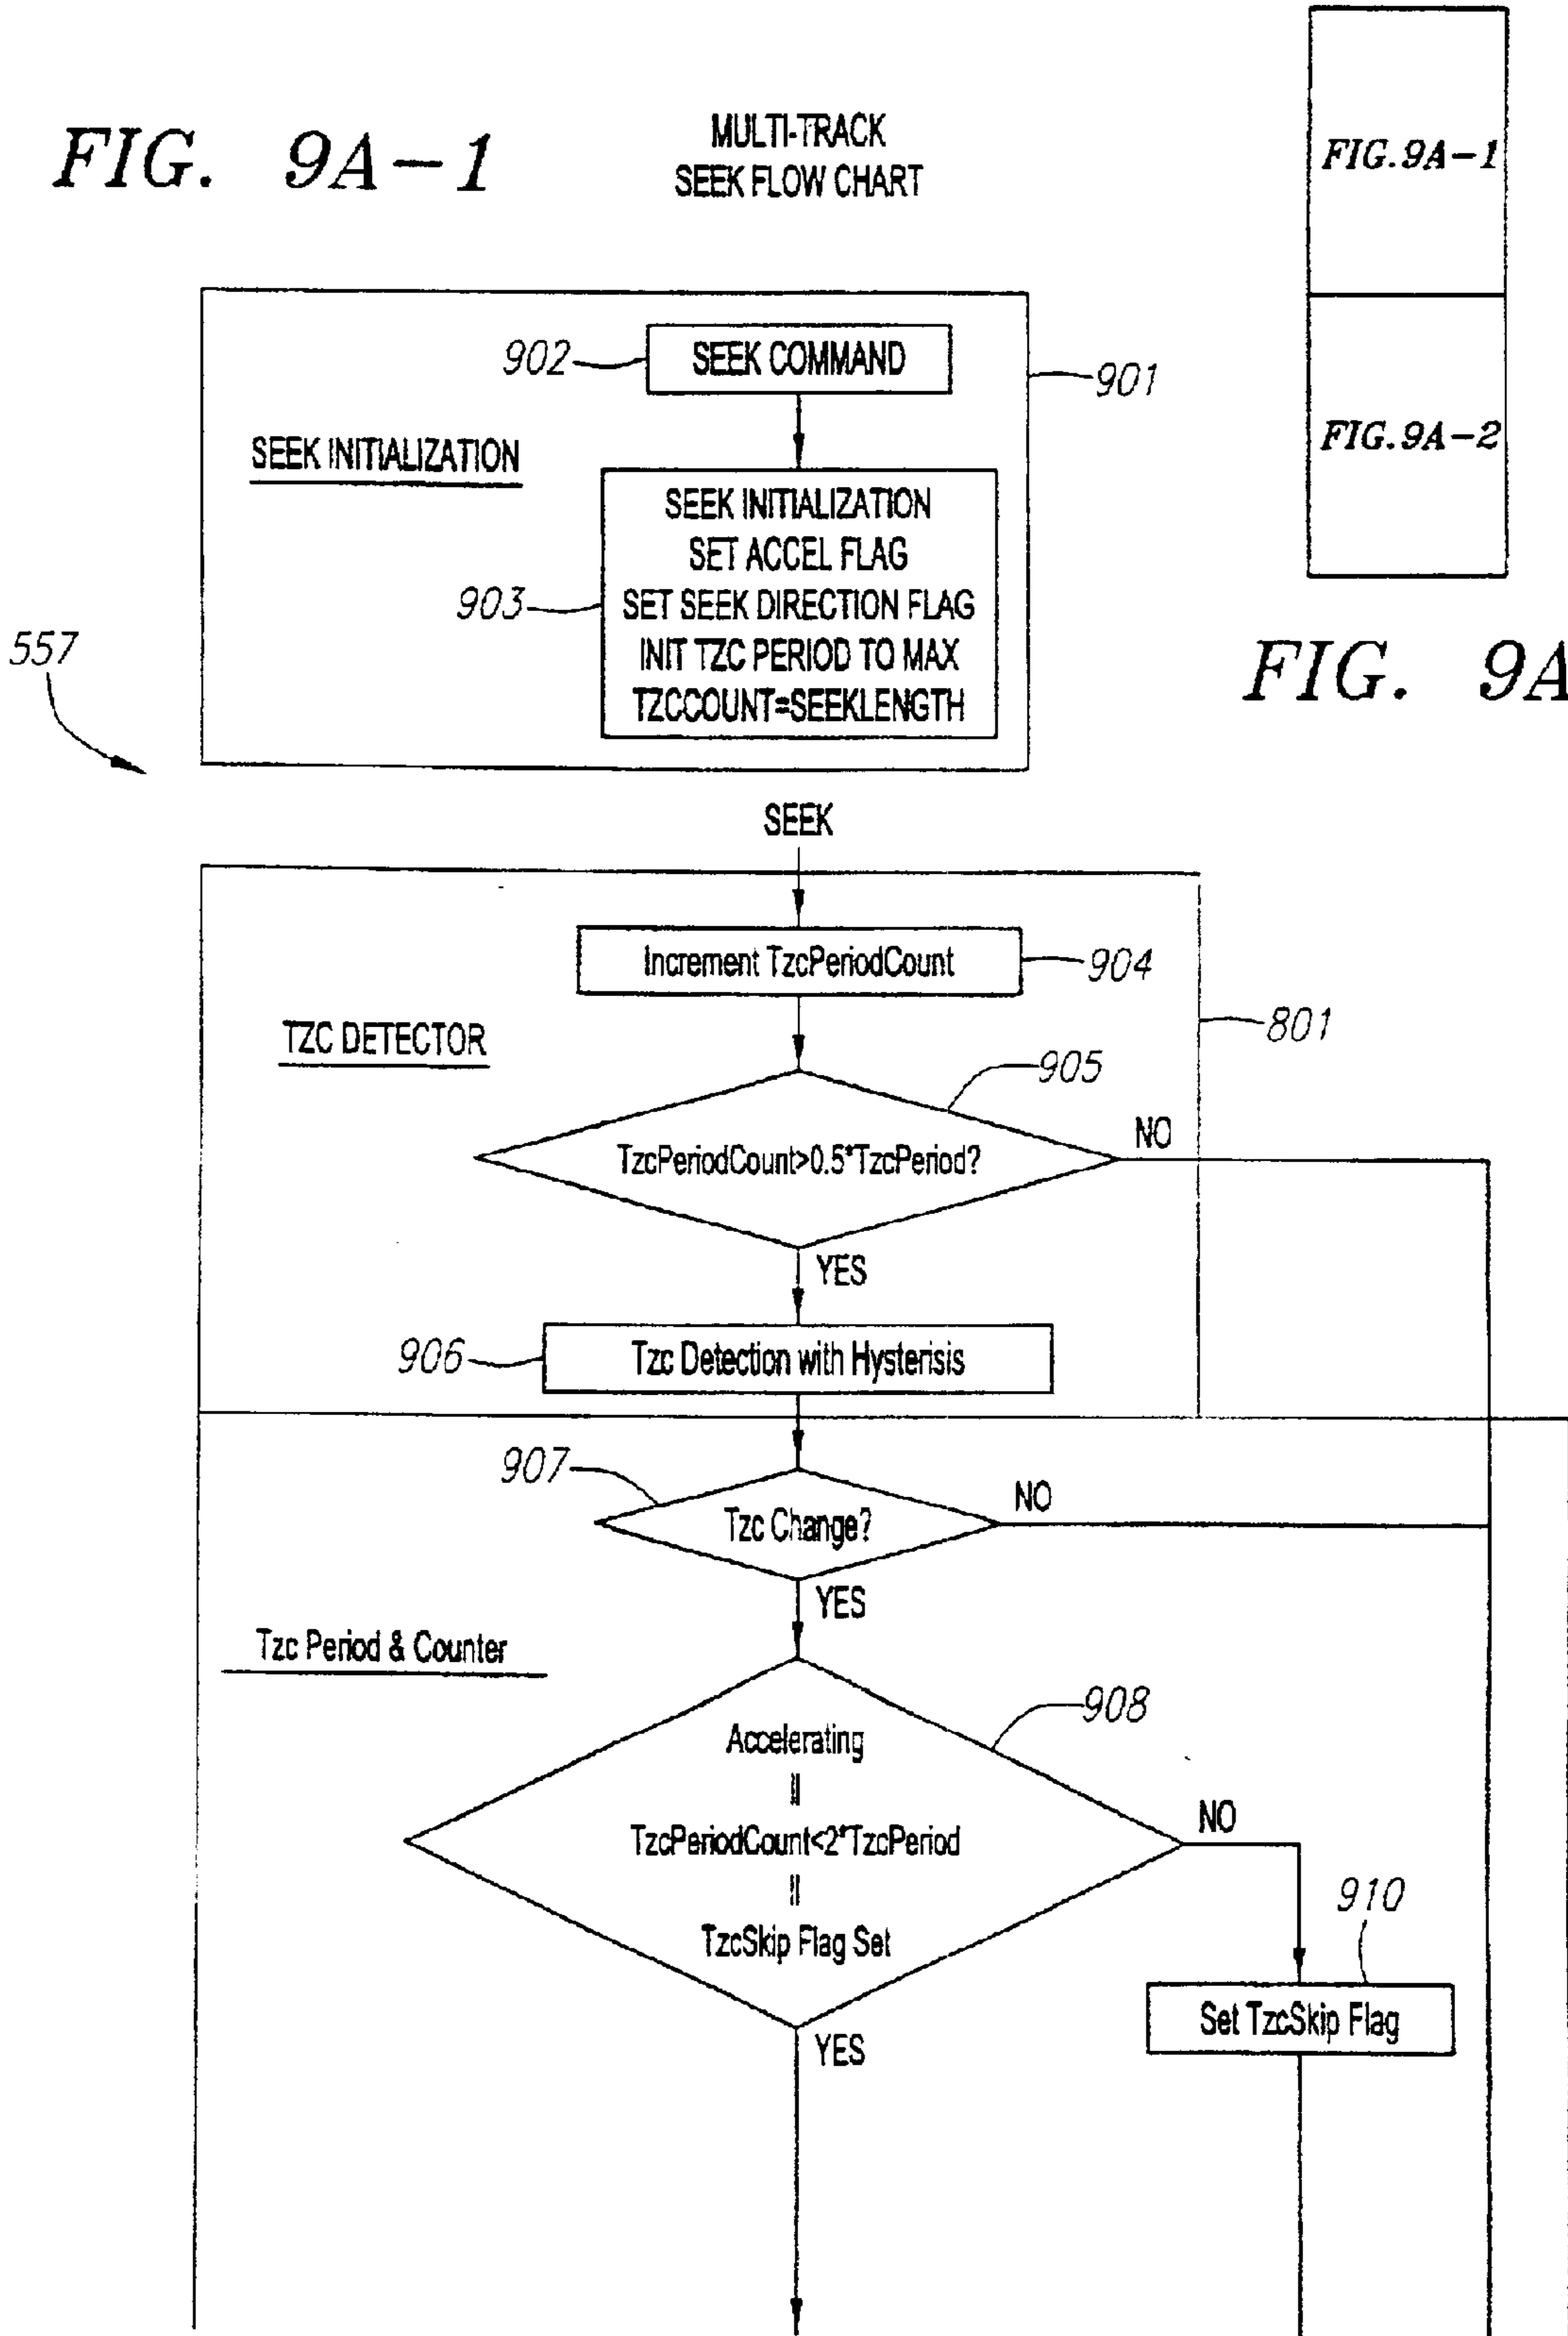 FIG. 9A-1
MULTI-TRACK
SEEK FLOW CHART
FIG.9A-1
FIG.9A-2
FIG. 9A
902
SEEK COMMAND
901
SEEK INITIALIZATION
SEEK INITIALIZATION
SET ACCEL FLAG
903
SET SEEK DIRECTION FLAG
INIT TZC PERIOD TO MAX
TZCCOUNT=SEEKLENGTH
557
SEEK
Increment TzcPeriodCount
904
TZC DETECTOR
801
905
TzcPeriodCount>0.5*TzcPeriod?
NO
YES
906
Tzc Detection with Hysterisis
907
Tzc Change?
NO
YES
Tzc Period & Counter
908
Accelerating
||
TzcPeriodCount<2*TzcPeriod
||
TzcSkip Flag Set
NO
910
Set TzcSkip Flag
YES